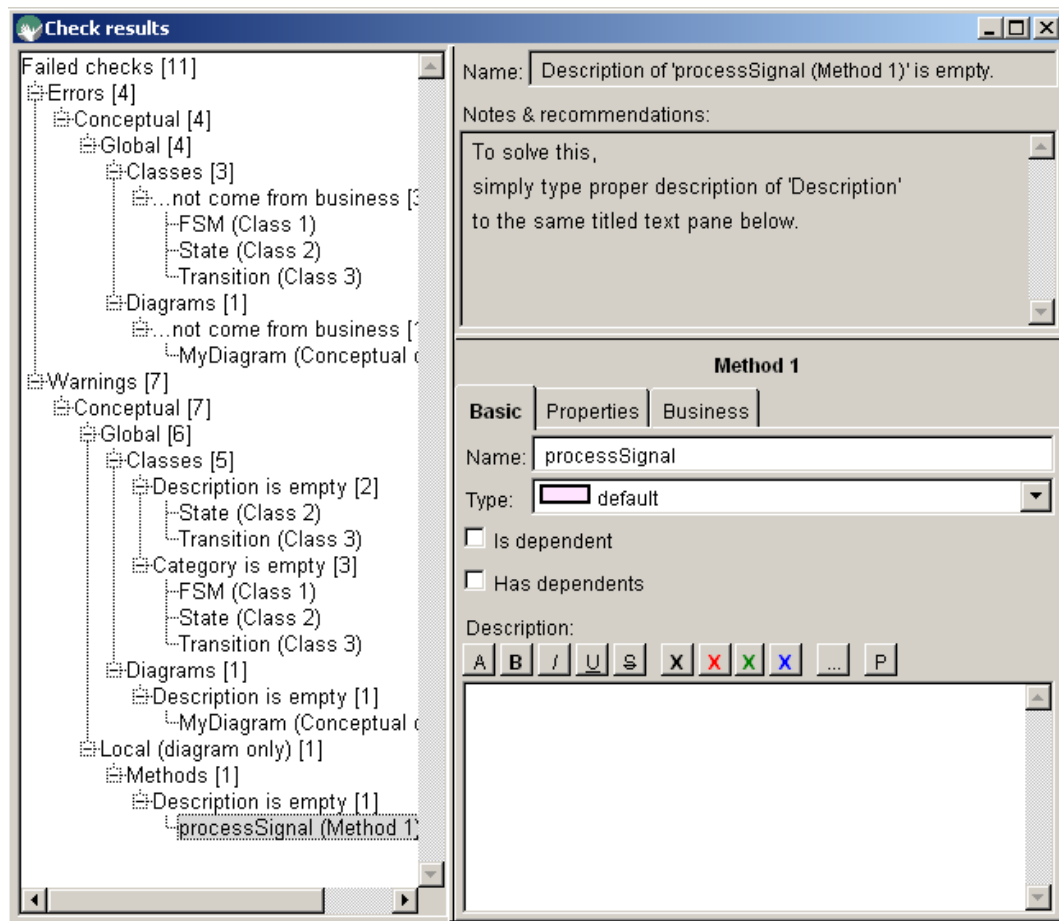 Check results
Failed checks [11]
Errors [4]
Conceptual [4]
Global [4]
Classes [3]
...not come from business [3
FSM (Class 1)
State (Class 2)
Transition (Class 3)
Diagrams [1]
...not come from business [1
MyDiagram (Conceptual
Warnings [7]
Conceptual [7]
Global [6]
Classes [5]
Description is empty [2]
State (Class 2)
Transition (Class 3)
Category is empty [3]
FSM (Class 1)
State (Class 2)
Transition (Class 3)
Diagrams [1]
Description is empty [1]
MyDiagram (Conceptual
Local (diagram only) [1]
Methods [1]
Description is empty [1]
processSignal (Method 1)
Name: Description of 'processSignal (Method 1)' is empty.
Notes & recommendations:
To solve this,
simply type proper description of 'Description'
to the same titled text pane below.
Method 1
Basic Properties Business
Name: processSignal
Type: default
Is dependent
Has dependents
Description:
A B I U S X X X X ... P